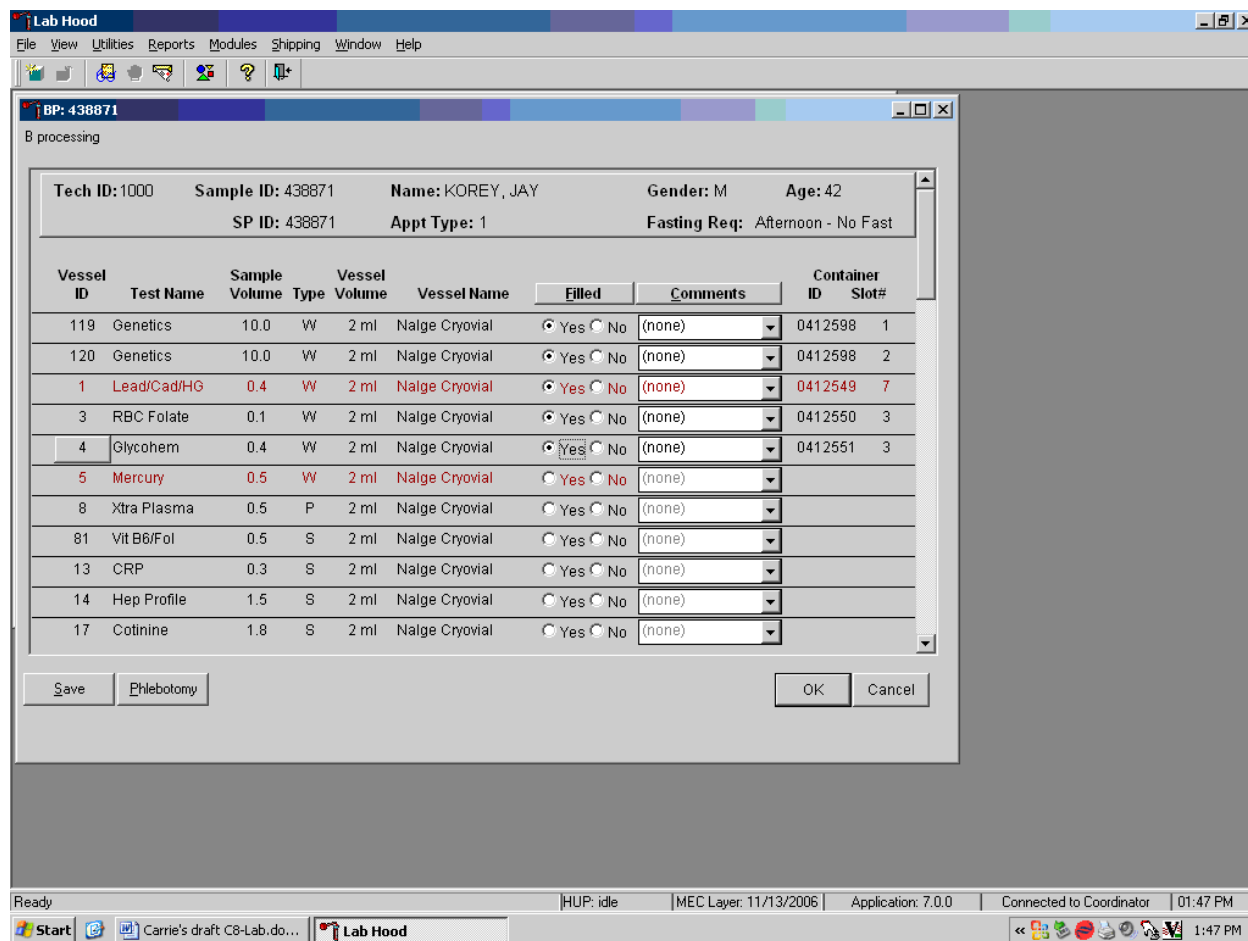 Lab Hood
File View Utilities Reports Modules Shipping Window Help
BP: 438871
B processing
Tech ID: 1000 Sample ID: 438871 Name: KOREY, JAY Gender: M Age: 42
SP ID: 438871 Appt Type: 1 Fasting Req: Afternoon - No Fast
Vessel Sample Vessel Container
ID Test Name Volume Type Volume Vessel Name Filled Comments ID Slot#
119 Genetics 10.0 W 2 ml Nalge Cryovial Yes No (none) 0412598 1
120 Genetics 10.0 W 2 ml Nalge Cryovial Yes No (none) 0412598 2
1 Lead/Cad/HG 0.4 W 2 ml Nalge Cryovial Yes No (none) 0412549 7
3 RBC Folate 0.1 W 2 ml Nalge Cryovial Yes No (none) 0412550 3
4 Glycohem 0.4 W 2 ml Nalge Cryovial Yes No (none) 0412551 3
5 Mercury 0.5 W 2 ml Nalge Cryovial Yes No (none)
8 Xtra Plasma 0.5 P 2 ml Nalge Cryovial Yes No (none)
81 Vit B6/Fol 0.5 S 2 ml Nalge Cryovial Yes No (none)
13 CRP 0.3 S 2 ml Nalge Cryovial Yes No (none)
14 Hep Profile 1.5 S 2 ml Nalge Cryovial Yes No (none)
17 Cotinine 1.8 S 2 ml Nalge Cryovial Yes No (none)
Save Phlebotomy OK Cancel
Ready HUP: idle MEC Layer: 11/13/2006 Application: 7.0.0 Connected to Coordinator 01:47 PM
Start Carrie's draft C8-Lab.do... Lab Hood « 1:47 PM